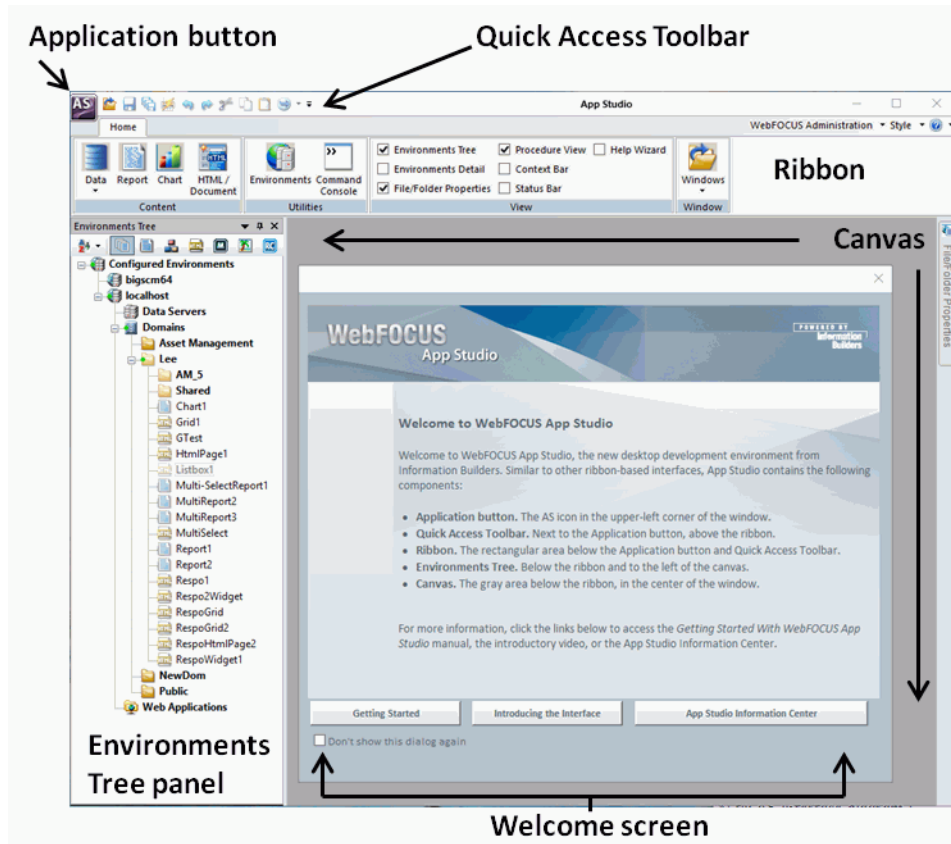 Application button
Quick Access Toolbar
AS
App Studio
Home
WebFOCUS Administration
Style
Data
Report
Chart
HTML /
Document
Content
Environments
Command
Console
Utilities
Environments Tree
Procedure View
Help Wizard
Environments Detail
Context Bar
File/Folder Properties
Status Bar
View
Windows
Window
Ribbon
Environments Tree
Canvas
File/Folder Properties
Configured Environments
bigscm64
localhost
Data Servers
Domains
Asset Management
Lee
AM_5
Shared
Chart1
Grid1
GTest
HtmlPage1
Listbox1
Multi-SelectReport1
MultiReport2
MultiReport3
MultiSelect
Report1
Report2
Respo1
Respo2Widget
RespoGrid
RespoGrid2
RespoHtmlPage2
RespoWidget1
NewDom
Public
Web Applications
Environments
Tree panel
WebFOCUS
App Studio
POWERED BY
Information
Builders
Welcome to WebFOCUS App Studio
Welcome to WebFOCUS App Studio, the new desktop development environment from
Information Builders. Similar to other ribbon-based interfaces, App Studio contains the following
components:
• Application button. The AS icon in the upper-left corner of the window.
• Quick Access Toolbar. Next to the Application button, above the ribbon.
• Ribbon. The rectangular area below the Application button and Quick Access Toolbar.
• Environments Tree. Below the ribbon and to the left of the canvas.
• Canvas. The gray area below the ribbon, in the center of the window.
For more information, click the links below to access the Getting Started With WebFOCUS App
Studio manual, the introductory video, or the App Studio Information Center.
Getting Started
Introducing the Interface
App Studio Information Center
Don't show this dialog again
Welcome screen